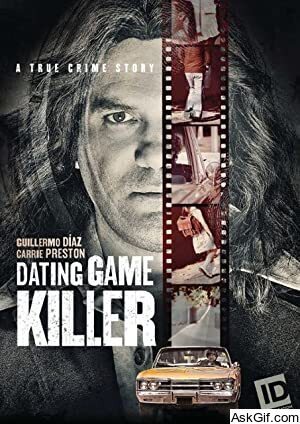 A TRUE CRIME STORY
GUILLERMO DÍAZ
CARRIE PRESTON
DATING GAME
KILLER
ID
AskGif.com